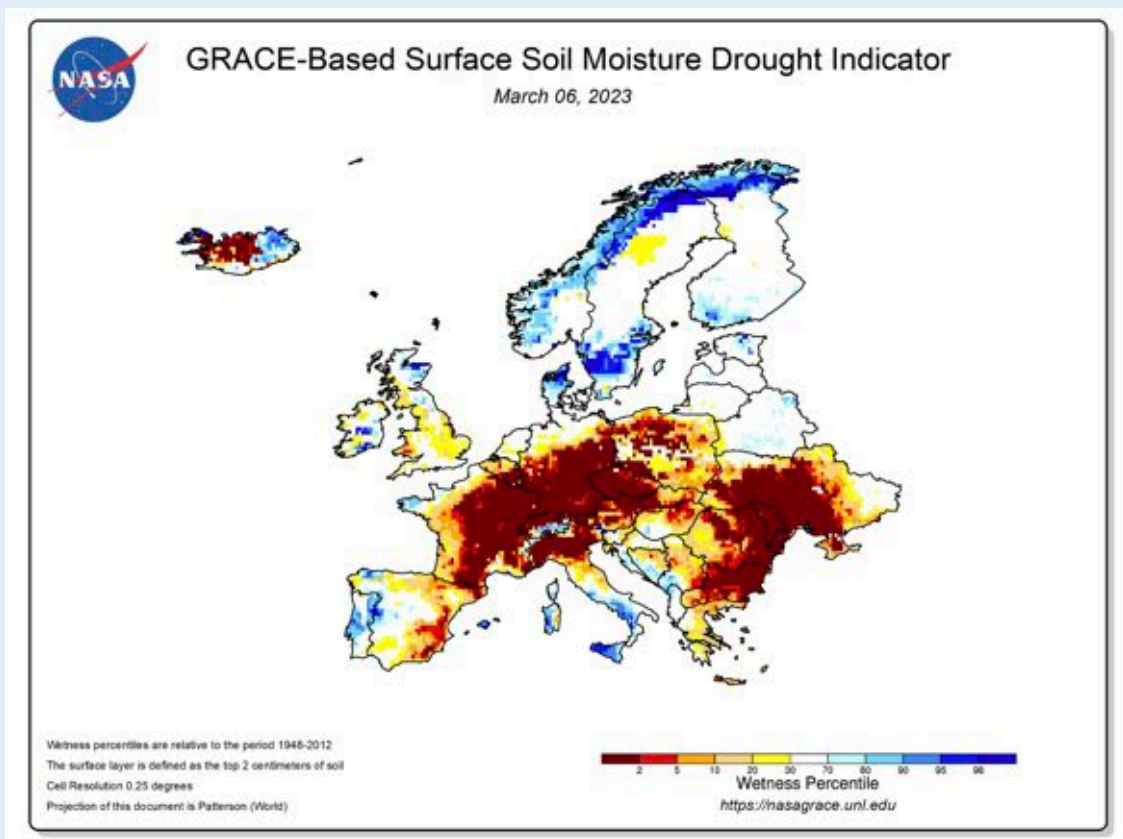 NASA
GRACE-Based Surface Soil Moisture Drought Indicator
March 06, 2023
Wetness percentiles are relative to the period 1948-2012
The surface layer is defined as the top 2 centimeters of soil
Cell Resolution 0.25 degrees
Projection of this document is Patterson (World)
2 5 10 20 30 70 80 90 95 98
Wetness Percentile
https://nasagrace.unl.edu